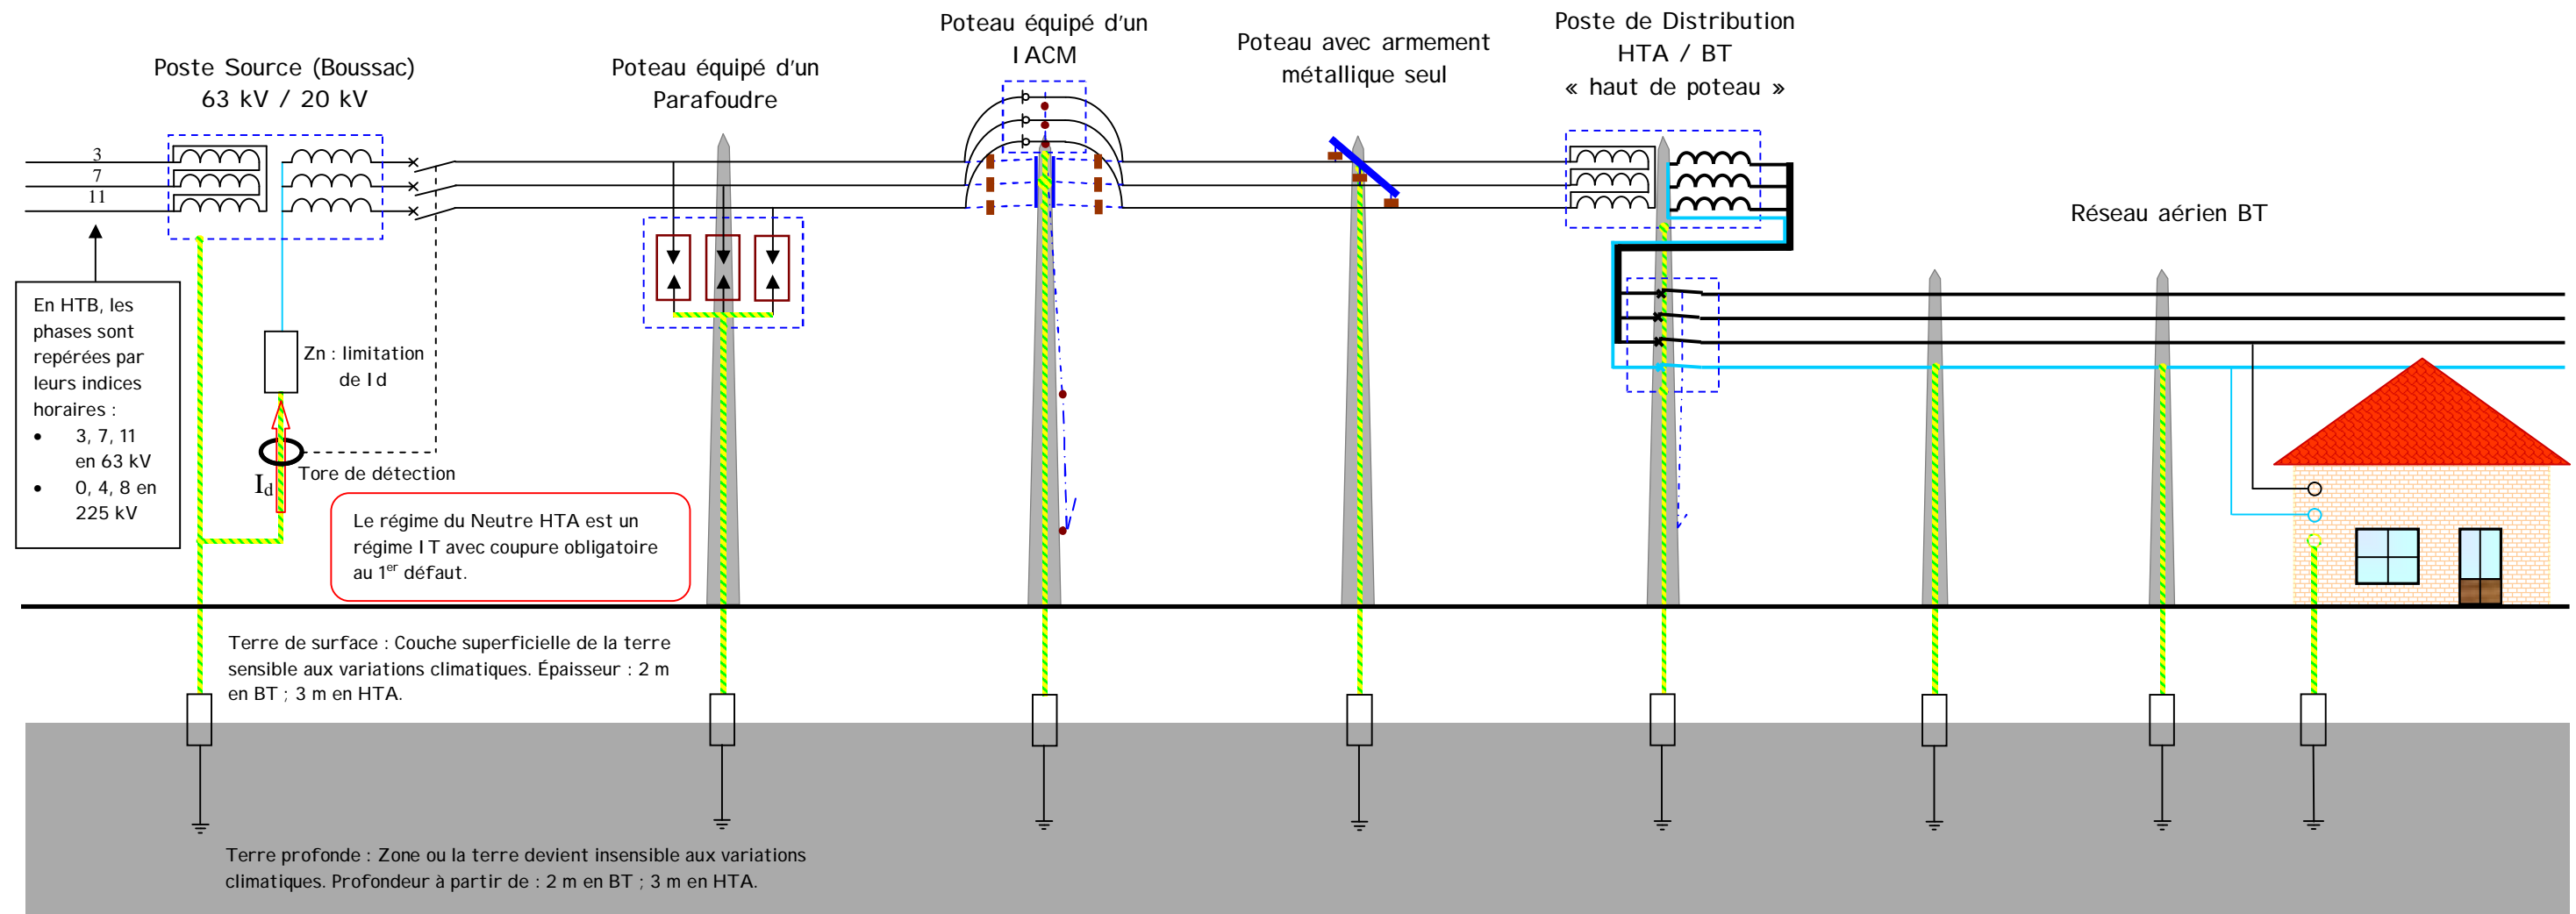 Poste Source (Boussac)
63 kV / 20 kV
Poteau équipé d'un
Parafoudre
Poteau équipé d'un
IACM
Poteau avec armement
métallique seul
Poste de Distribution
HTA / BT
« haut de poteau »
Réseau aérien BT
3
7
11
En HTB, les
phases sont
repérées par
leurs indices
horaires :
• 3, 7, 11
en 63 kV
• 0, 4, 8 en
225 kV
Zn : limitation
de Id
Tore de détection
Id
Le régime du Neutre HTA est un
régime IT avec coupure obligatoire
au 1er défaut.
Terre de surface : Couche superficielle de la terre
sensible aux variations climatiques. Épaisseur : 2 m
en BT ; 3 m en HTA.
Terre profonde : Zone ou la terre devient insensible aux variations
climatiques. Profondeur à partir de : 2 m en BT ; 3 m en HTA.